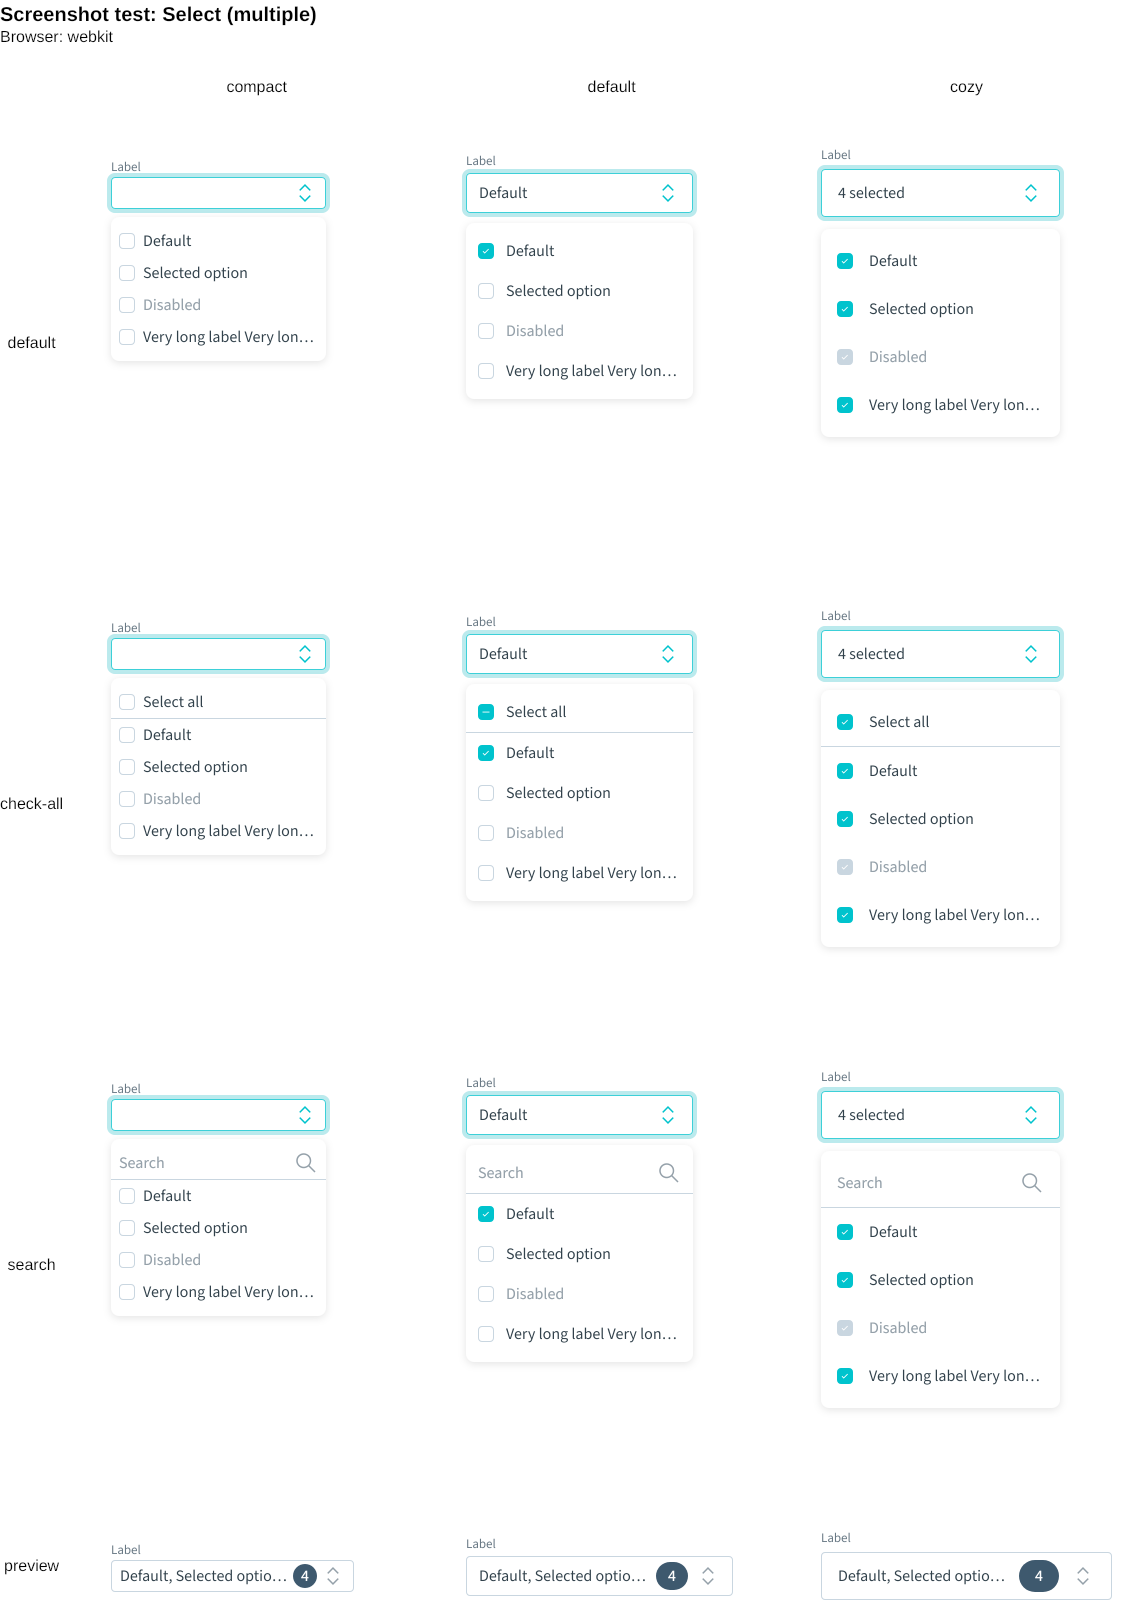 Screenshot test: Select (multiple)
Browser: webkit
compact default cozy
default
Label
Default
Selected option
Disabled
Very long label Very lon…
Label
Default
Default
Selected option
Disabled
Very long label Very lon…
Label
4 selected
Default
Selected option
Disabled
Very long label Very lon…
check-all
Label
Select all
Default
Selected option
Disabled
Very long label Very lon…
Label
Default
Select all
Default
Selected option
Disabled
Very long label Very lon…
Label
4 selected
Select all
Default
Selected option
Disabled
Very long label Very lon…
search
Label
Search
Default
Selected option
Disabled
Very long label Very lon…
Label
Default
Search
Default
Selected option
Disabled
Very long label Very lon…
Label
4 selected
Search
Default
Selected option
Disabled
Very long label Very lon…
preview
Label
Default, Selected optio… 4
Label
Default, Selected optio… 4
Label
Default, Selected optio… 4